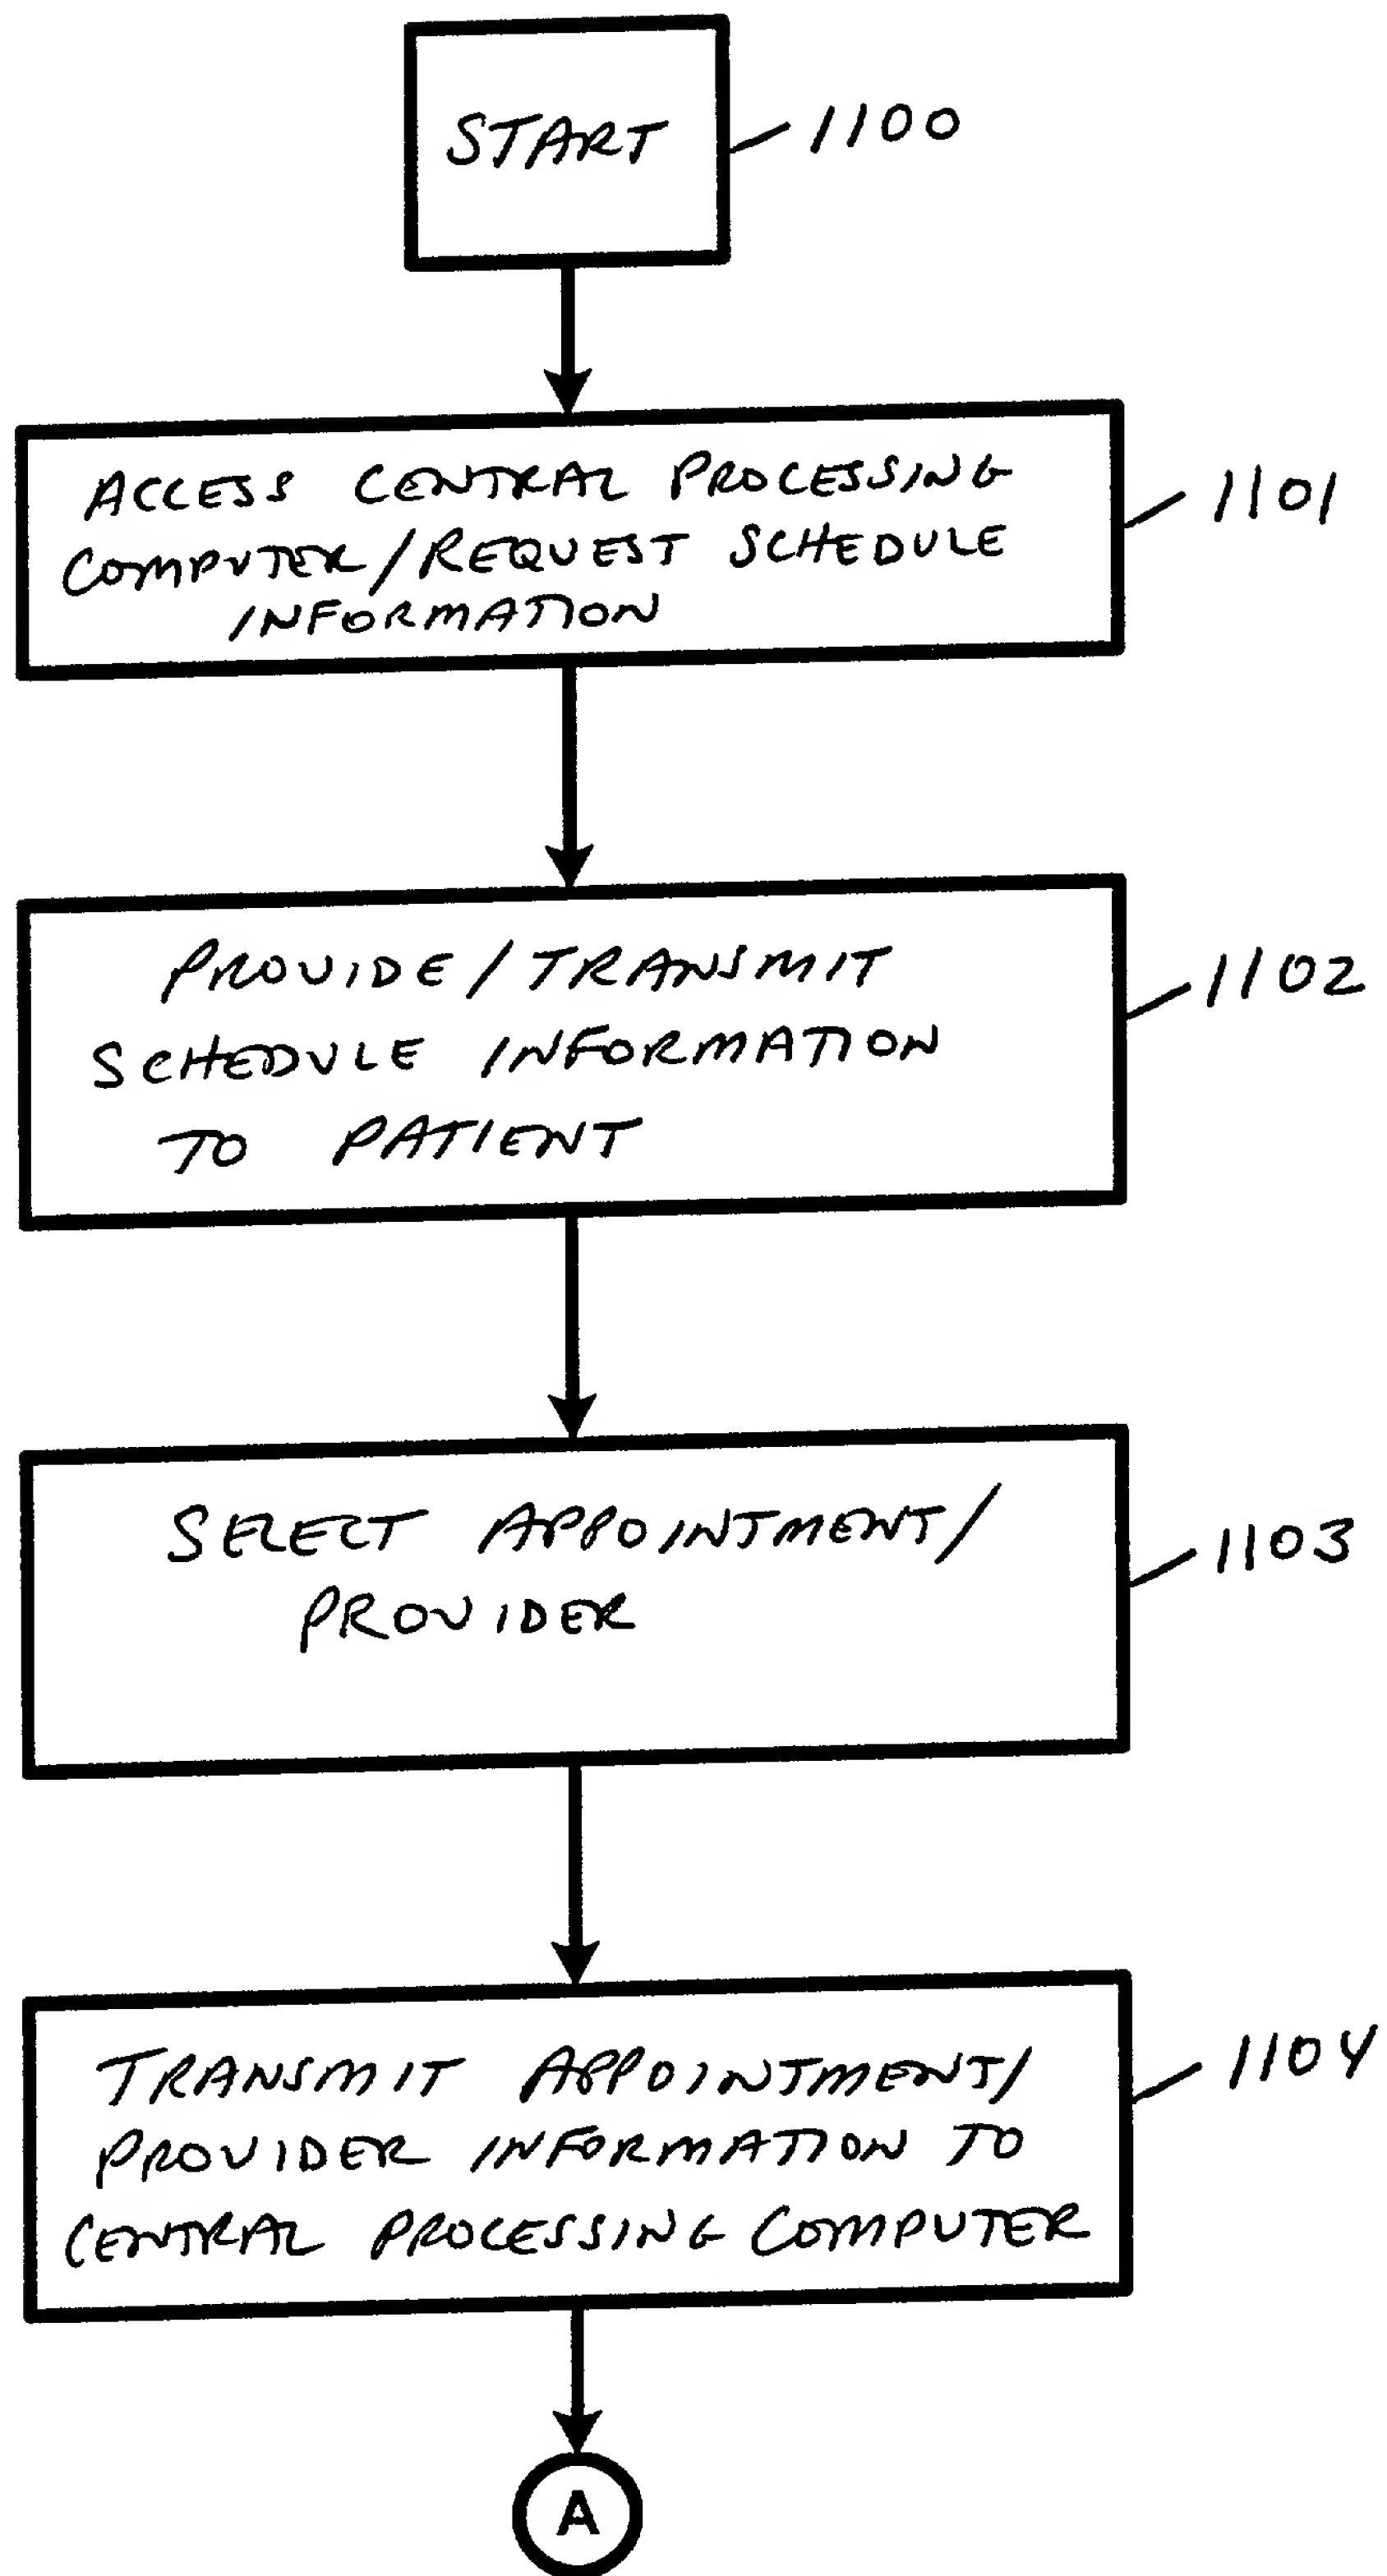 START
1100
ACCESS CENTRAL PROCESSING
COMPUTER/REQUEST SCHEDULE
INFORMATION
1101
PROVIDE/TRANSMIT
SCHEDULE INFORMATION
TO PATIENT
1102
SELECT APPOINTMENT/
PROVIDER
1103
TRANSMIT APPOINTMENT/
PROVIDER INFORMATION TO
CENTRAL PROCESSING COMPUTER
1104
A